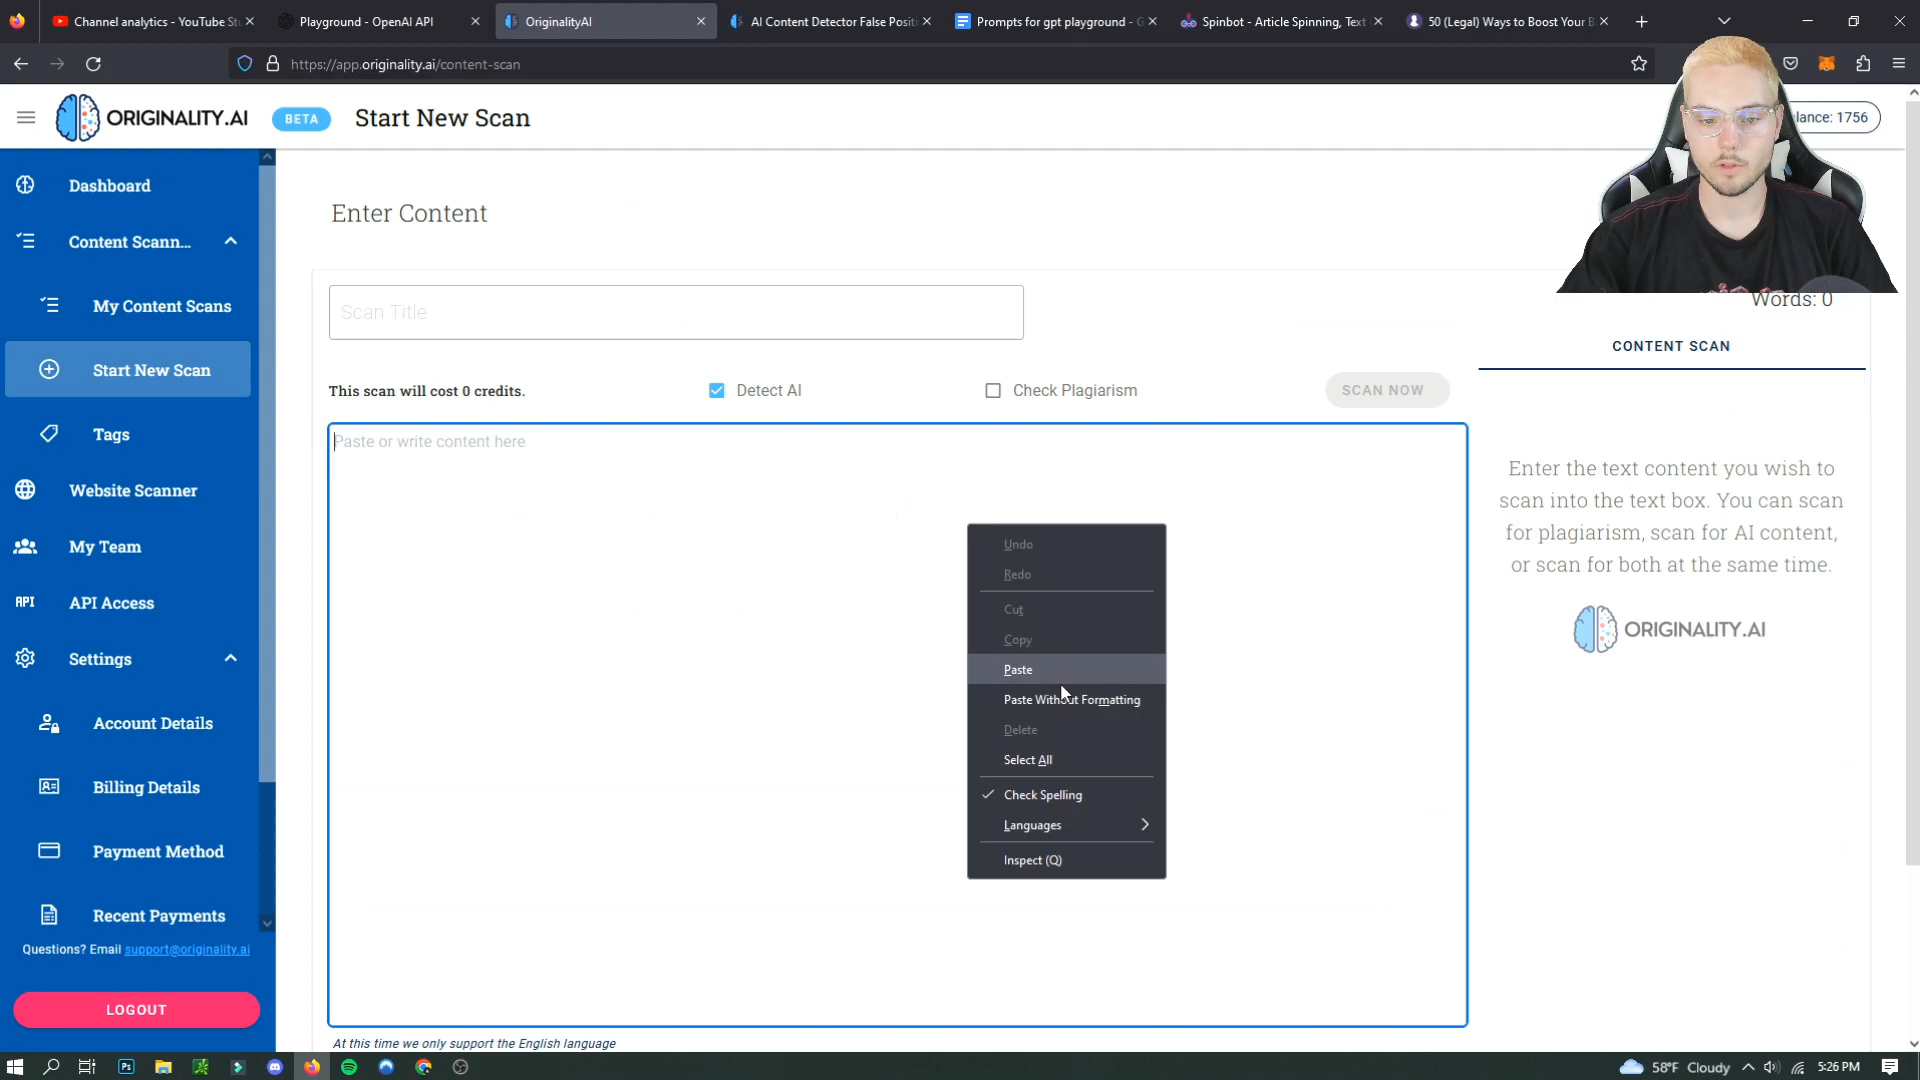 Channel analytics - YouTube Stu
Playground - OpenAI API
OriginalityAI
AI Content Detector False Positi
Prompts for gpt playground - G
Spinbot - Article Spinning, Text
50 (Legal) Ways to Boost Your B
https://app.originality.ai/content-scan
ORIGINALITY.AI
BETA
Start New Scan
lance: 1756
Dashboard
Content Scann...
My Content Scans
Start New Scan
Tags
Website Scanner
My Team
API
API Access
Settings
Account Details
Billing Details
Payment Method
Recent Payments
Questions? Email support@originality.ai
LOGOUT
Enter Content
Scan Title
Words: 0
This scan will cost 0 credits.
Detect AI
Check Plagiarism
SCAN NOW
CONTENT SCAN
Paste or write content here
Enter the text content you wish to
scan into the text box. You can scan
for plagiarism, scan for AI content,
or scan for both at the same time.
ORIGINALITY.AI
Undo
Redo
Cut
Copy
Paste
Paste Without Formatting
Delete
Select All
Check Spelling
Languages
Inspect (Q)
At this time we only support the English language
Ps
58°F Cloudy
5:26 PM